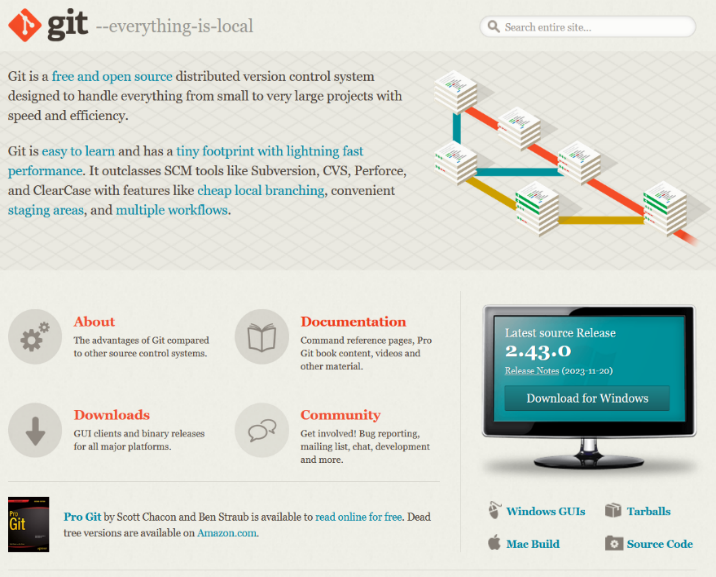 git --everything-is-local
Search entire site...
Git is a free and open source distributed version control system
designed to handle everything from small to very large projects with
speed and efficiency.
Git is easy to learn and has a tiny footprint with lightning fast
performance. It outclasses SCM tools like Subversion, CVS, Perforce,
and ClearCase with features like cheap local branching, convenient
staging areas, and multiple workflows.
About
The advantages of Git compared
to other source control systems.
Documentation
Command reference pages, Pro
Git book content, videos and
other material.
Downloads
GUI clients and binary releases
for all major platforms.
Community
Get involved! Bug reporting,
mailing list, chat, development
and more.
Pro
Git
Pro Git by Scott Chacon and Ben Straub is available to read online for free. Dead
tree versions are available on Amazon.com.
Latest source Release
2.43.0
Release Notes (2023-11-20)
Download for Windows
Windows GUIs
Tarballs
Mac Build
Source Code